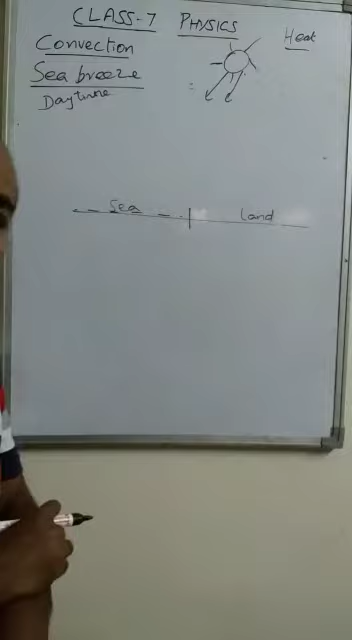 CLASS-7 PHYSICS
Convection Heat
Sea breeze
Daytime
Sea Land